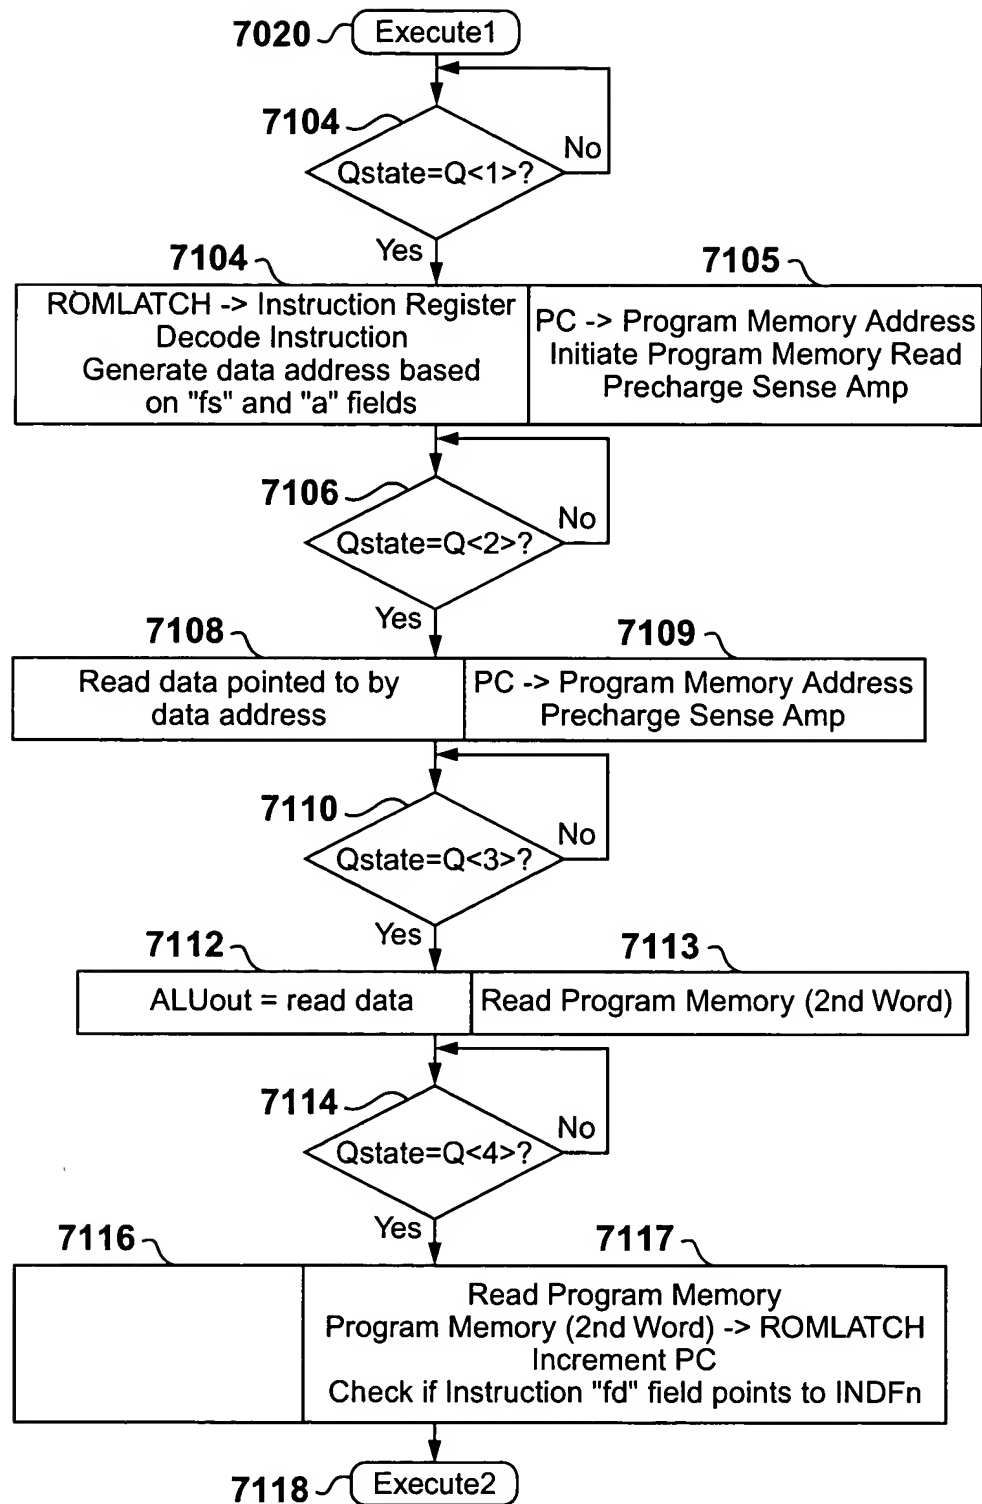 7020
Execute1
7104
Qstate=Q<1>?
No
Yes
7104
7105
ROMLATCH -> Instruction Register
Decode Instruction
Generate data address based
on "fs" and "a" fields
PC -> Program Memory Address
Initiate Program Memory Read
Precharge Sense Amp
7106
Qstate=Q<2>?
No
Yes
7108
7109
Read data pointed to by
data address
PC -> Program Memory Address
Precharge Sense Amp
7110
Qstate=Q<3>?
No
Yes
7112
7113
ALUout = read data
Read Program Memory (2nd Word)
7114
Qstate=Q<4>?
No
Yes
7116
7117
Read Program Memory
Program Memory (2nd Word) -> ROMLATCH
Increment PC
Check if Instruction "fd" field points to INDFn
7118
Execute2